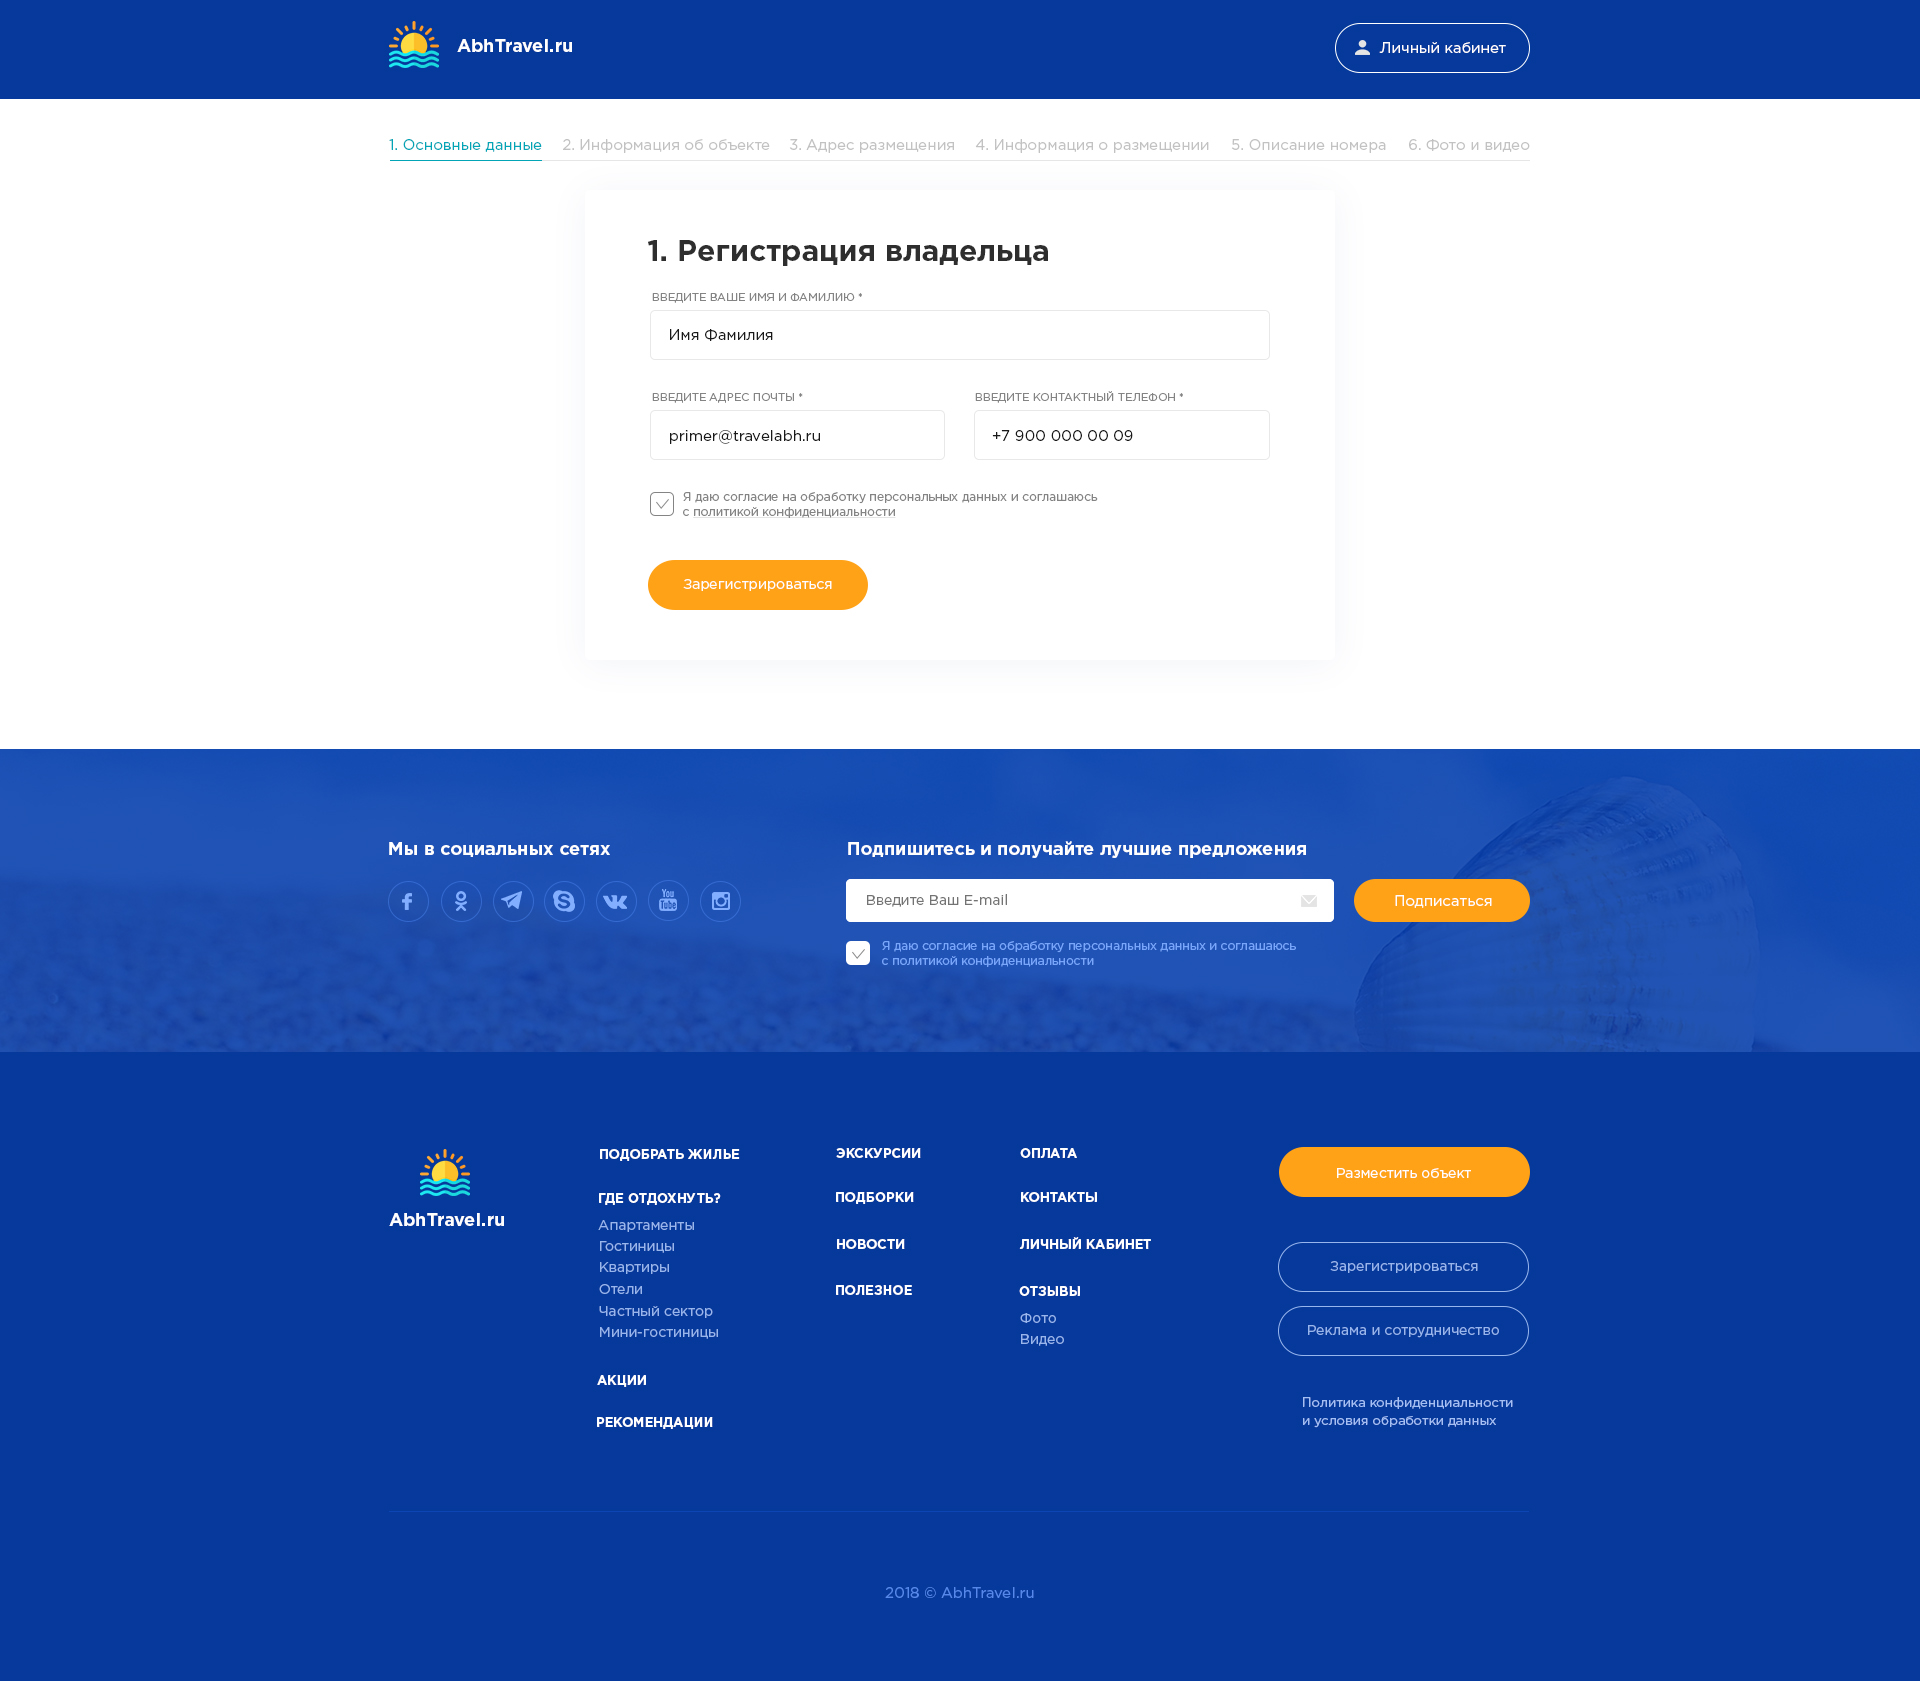 AbhTravel.ru
Личный кабинет
1. Основные данные
2. Информация об объекте
3. Адрес размещения
4. Информация о размещении
5. Описание номера
6. Фото и видео
1. Регистрация владельца
ВВЕДИТЕ ВАШЕ ИМЯ И ФАМИЛИЮ *
Имя Фамилия
ВВЕДИТЕ АДРЕС ПОЧТЫ *
ВВЕДИТЕ КОНТАКТНЫЙ ТЕЛЕФОН *
primer@travelabh.ru
+7 900 000 00 09
Я даю согласие на обработку персональных данных и соглашаюсь
с политикой конфиденциальности
Зарегистрироваться
Мы в социальных сетях
You
Tube
Подпишитесь и получайте лучшие предложения
Введите Ваш E-mail
Подписаться
Я даю согласие на обработку персональных данных и соглашаюсь
с политикой конфиденциальности
AbhTravel.ru
ПОДОБРАТЬ ЖИЛЬЕ
ГДЕ ОТДОХНУТЬ?
Апартаменты
Гостиницы
Квартиры
Отели
Частный сектор
Мини-гостиницы
АКЦИИ
РЕКОМЕНДАЦИИ
ЭКСКУРСИИ
ПОДБОРКИ
НОВОСТИ
ПОЛЕЗНОЕ
ОПЛАТА
КОНТАКТЫ
ЛИЧНЫЙ КАБИНЕТ
ОТЗЫВЫ
Фото
Видео
Разместить объект
Зарегистрироваться
Реклама и сотрудничество
Политика конфиденциальности
и условия обработки данных
2018 © AbhTravel.ru